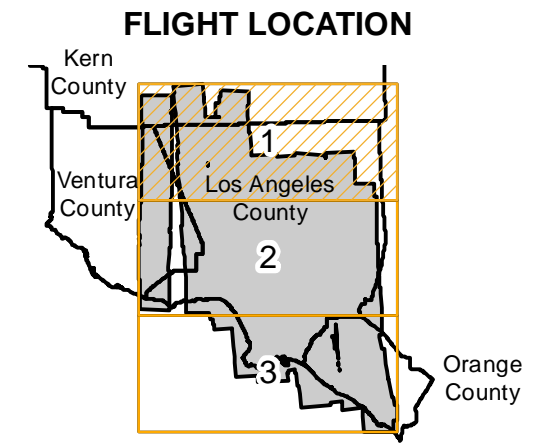 FLIGHT LOCATION
Kern
County
1
Ventura
County
Los Angeles
County
2
3
Orange
County